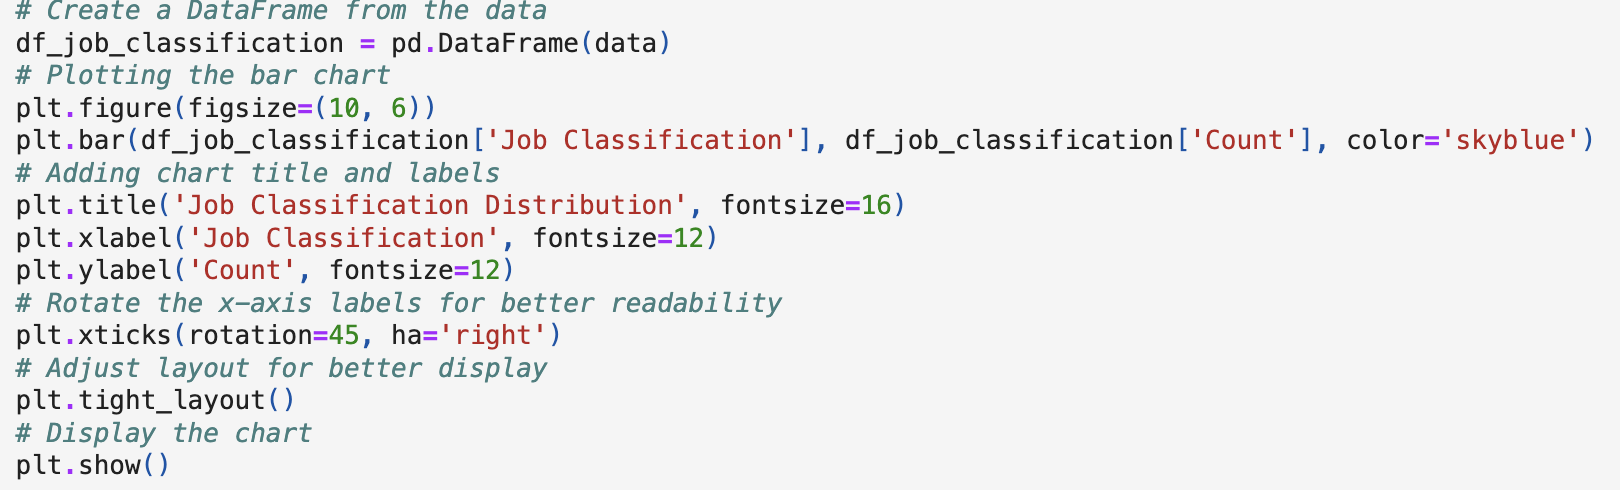 # Create a DataFrame from the data
df_job_classification = pd.DataFrame(data)
# Plotting the bar chart
plt.figure(figsize=(10, 6))
plt.bar(df_job_classification['Job Classification'], df_job_classification['Count'], color='skyblue')
# Adding chart title and labels
plt.title('Job Classification Distribution', fontsize=16)
plt.xlabel('Job Classification', fontsize=12)
plt.ylabel('Count', fontsize=12)
# Rotate the x-axis labels for better readability
plt.xticks(rotation=45, ha='right')
# Adjust layout for better display
plt.tight_layout()
# Display the chart
plt.show()